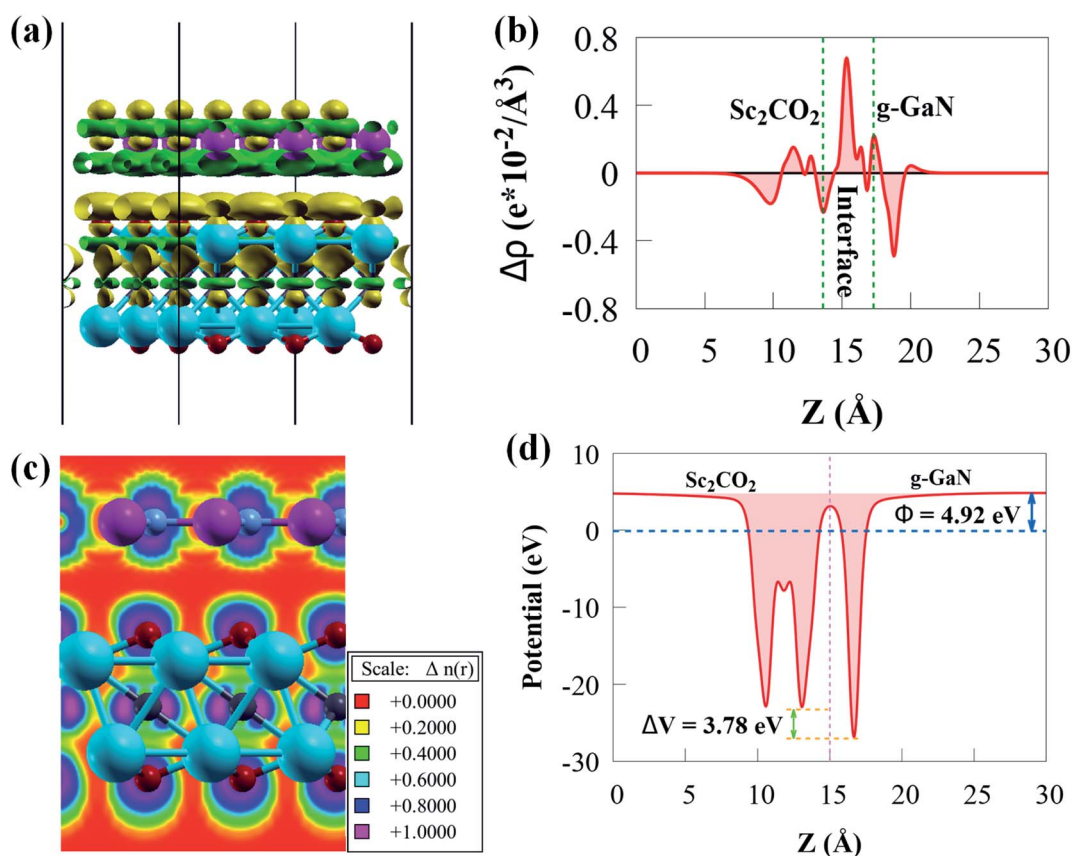 (a)
(b)
Δρ (e*10⁻²/Å³)
0.8
0.4
0
-0.4
-0.8
Sc₂CO₂
g-GaN
Interface
0 5 10 15 20 25 30
Z (Å)
(c)
Scale: Δ n(r)
+0.0000
+0.2000
+0.4000
+0.6000
+0.8000
+1.0000
(d)
Potential (eV)
10
0
-10
-20
-30
Sc₂CO₂
g-GaN
Φ = 4.92 eV
ΔV = 3.78 eV
0 5 10 15 20 25 30
Z (Å)